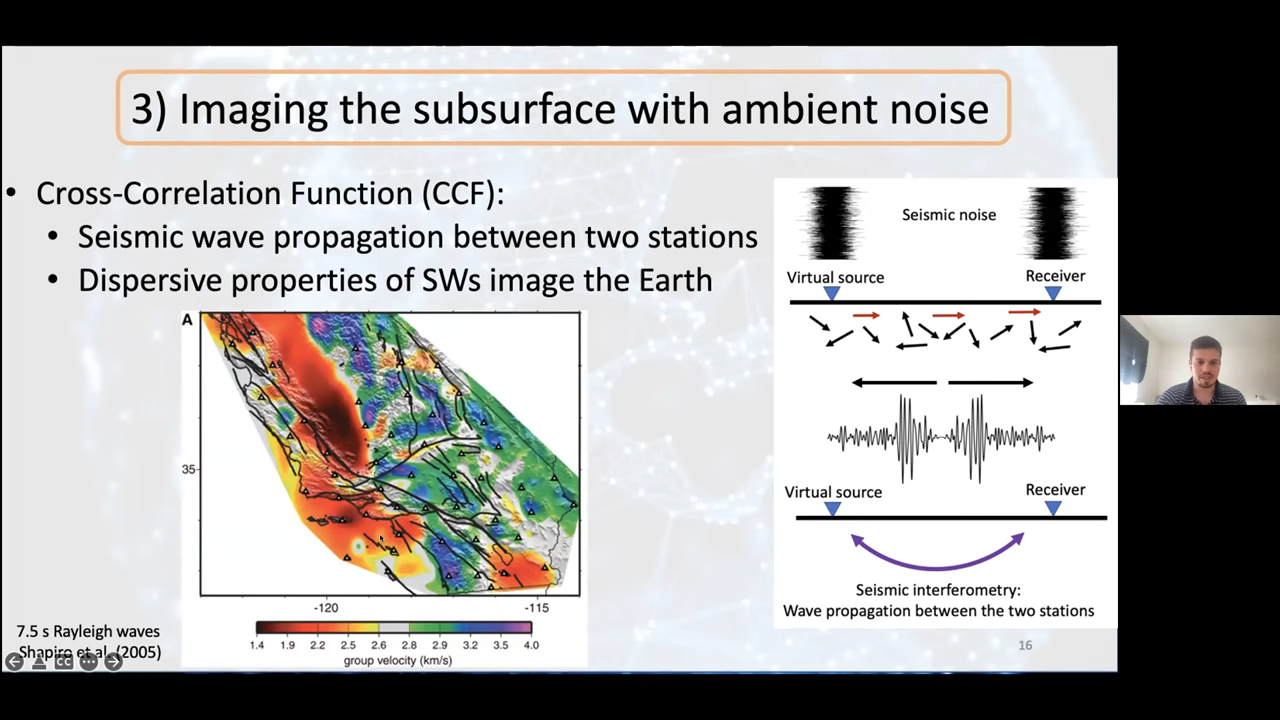 3) Imaging the subsurface with ambient noise
• Cross-Correlation Function (CCF):
• Seismic wave propagation between two stations
• Dispersive properties of SWs image the Earth
A
35
-120
-115
1.4 1.9 2.2 2.5 2.6 2.8 2.9 3.2 3.5 4.0
group velocity (km/s)
7.5 s Rayleigh waves
Shapiro et al. (2005)
CC
Seismic noise
Virtual source
Receiver
Virtual source
Receiver
Seismic interferometry:
Wave propagation between the two stations
16